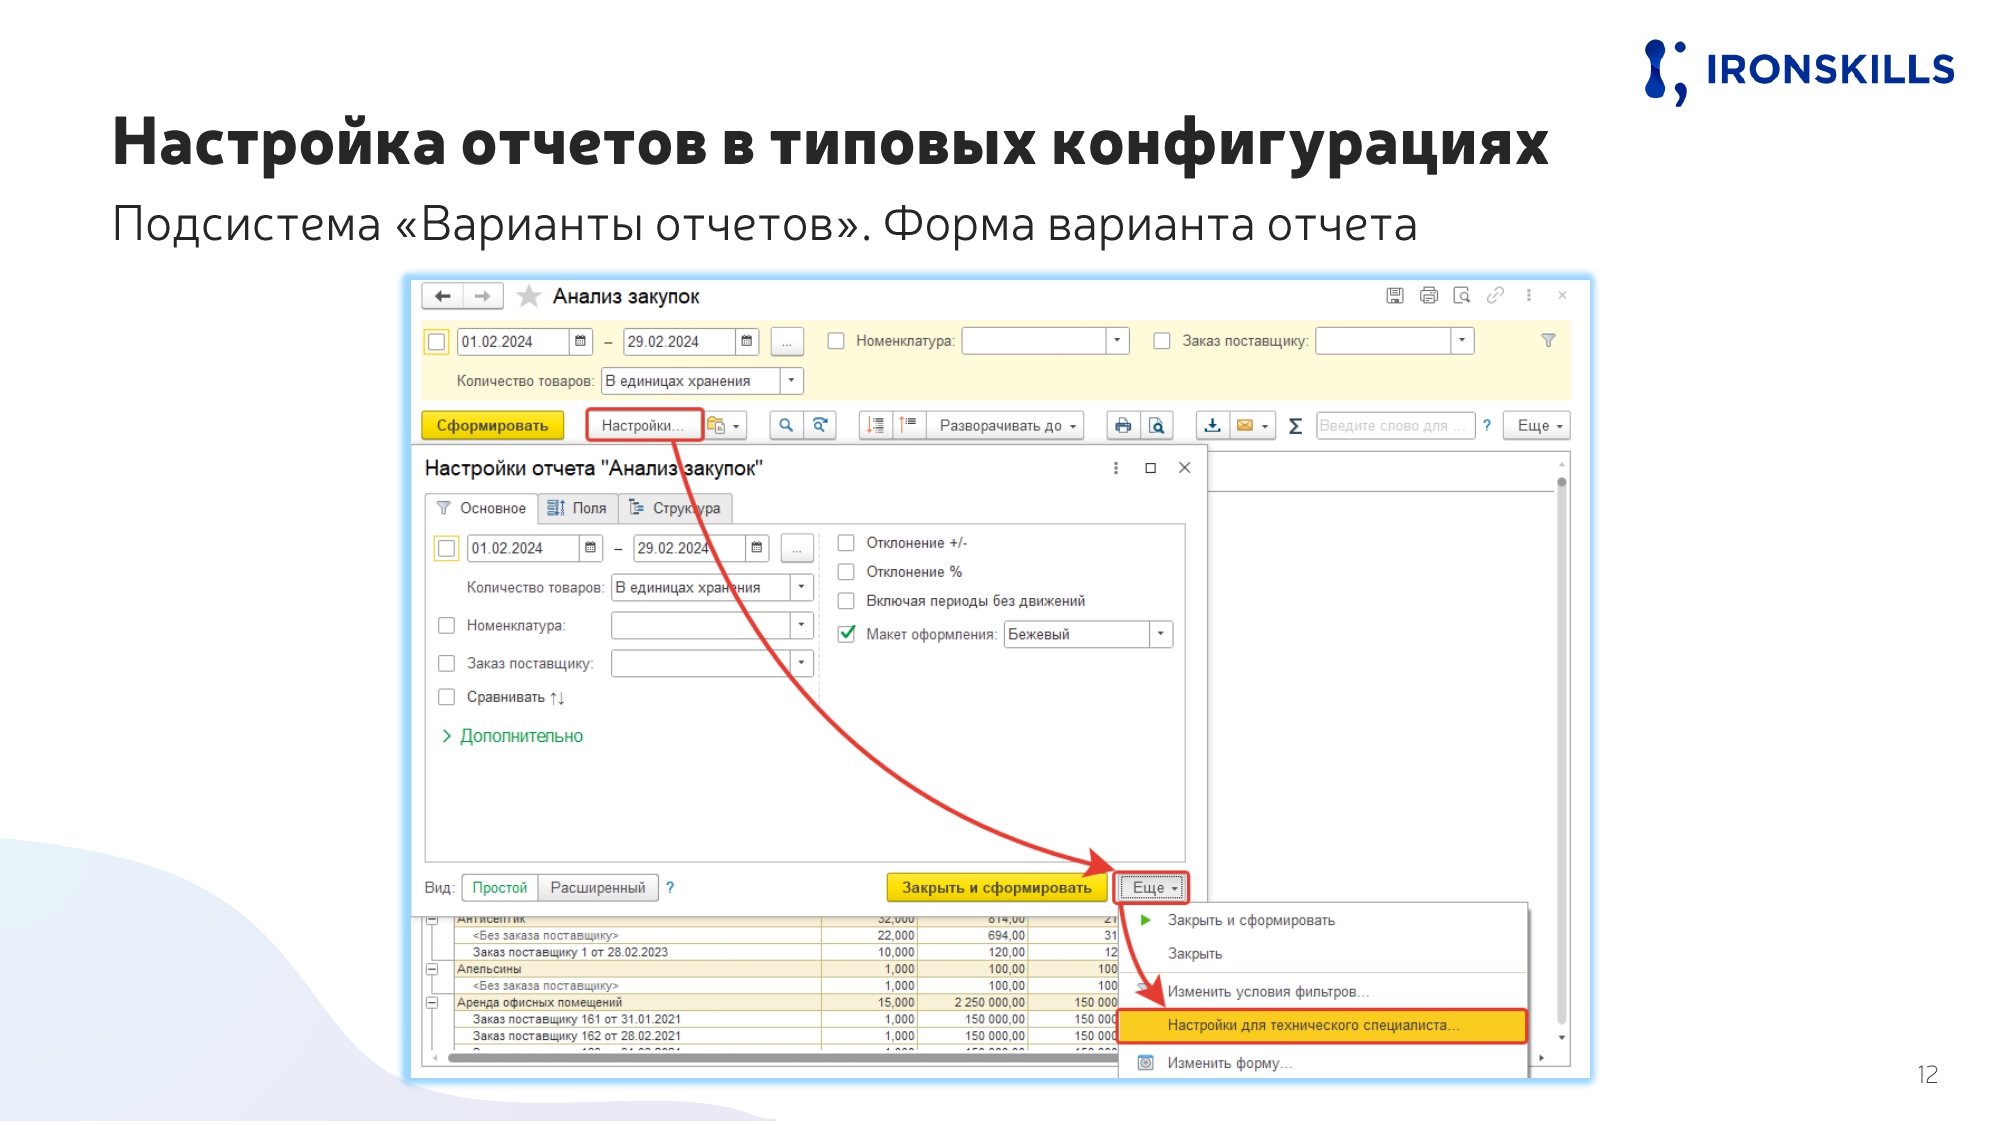 IRONSKILLS
Настройка отчетов в типовых конфигурациях
Подсистема «Варианты отчетов». Форма варианта отчета
Анализ закупок
01.02.2024 – 29.02.2024 ... Номенклатура: Заказ поставщику:
Количество товаров: В единицах хранения
Сформировать Настройки... Разворачивать до Σ Введите слово для ... ? Еще
Настройки отчета "Анализ закупок"
Основное Поля Структура
01.02.2024 – 29.02.2024 ... Отклонение +/-
Отклонение %
Количество товаров: В единицах хранения
Включая периоды без движений
Номенклатура:
Макет оформления: Бежевый
Заказ поставщику:
Сравнивать ↑↓
Дополнительно
Вид: Простой Расширенный ? Закрыть и сформировать Еще
Антисептик 32,000 814,00 21
<Без заказа поставщику> 22,000 694,00 31
Заказ поставщику 1 от 28.02.2023 10,000 120,00 12
Апельсины 1,000 100,00 100
<Без заказа поставщику> 1,000 100,00 100
Аренда офисных помещений 15,000 2 250 000,00 150 000
Заказ поставщику 161 от 31.01.2021 1,000 150 000,00 150 000
Заказ поставщику 162 от 28.02.2021 1,000 150 000,00 150 000
Закрыть и сформировать
Закрыть
Изменить условия фильтров...
Настройки для технического специалиста...
Изменить форму...
12